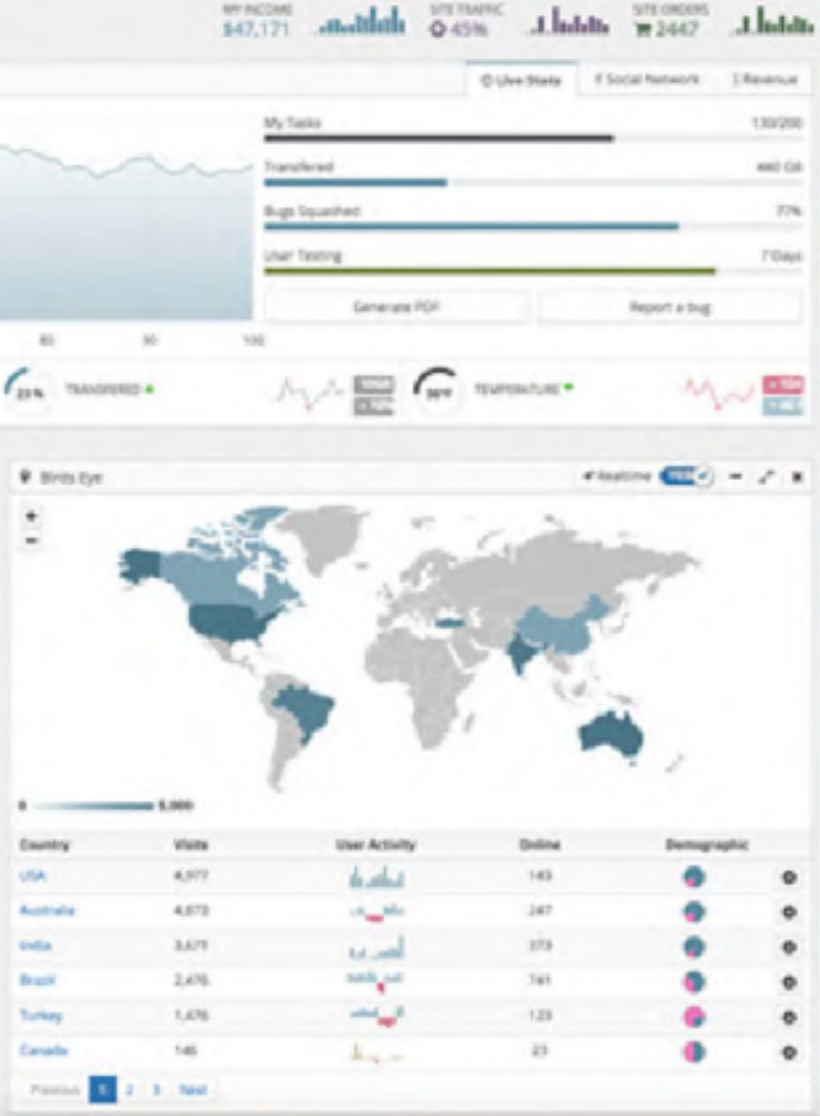 MY INCOME SITE TRAFFIC SITE ORDERS
$47,171 45% 2447
Live Stats Social Network Revenue
My Tasks 130/200
Transfered 440 GB
Bugs Squashed 77%
User Testing 7 Days
Generate PDF Report a bug
80 90 100
23% TRANSFERED TEMPERATURE
Birds Eye Realtime
+
-
0 5,000
Country Visits User Activity Online Demographic
USA 4,977 143
Australia 4,873 247
India 3,671 373
Brazil 2,476 741
Turkey 1,476 123
Canada 146 23
Previous 1 2 3 Next